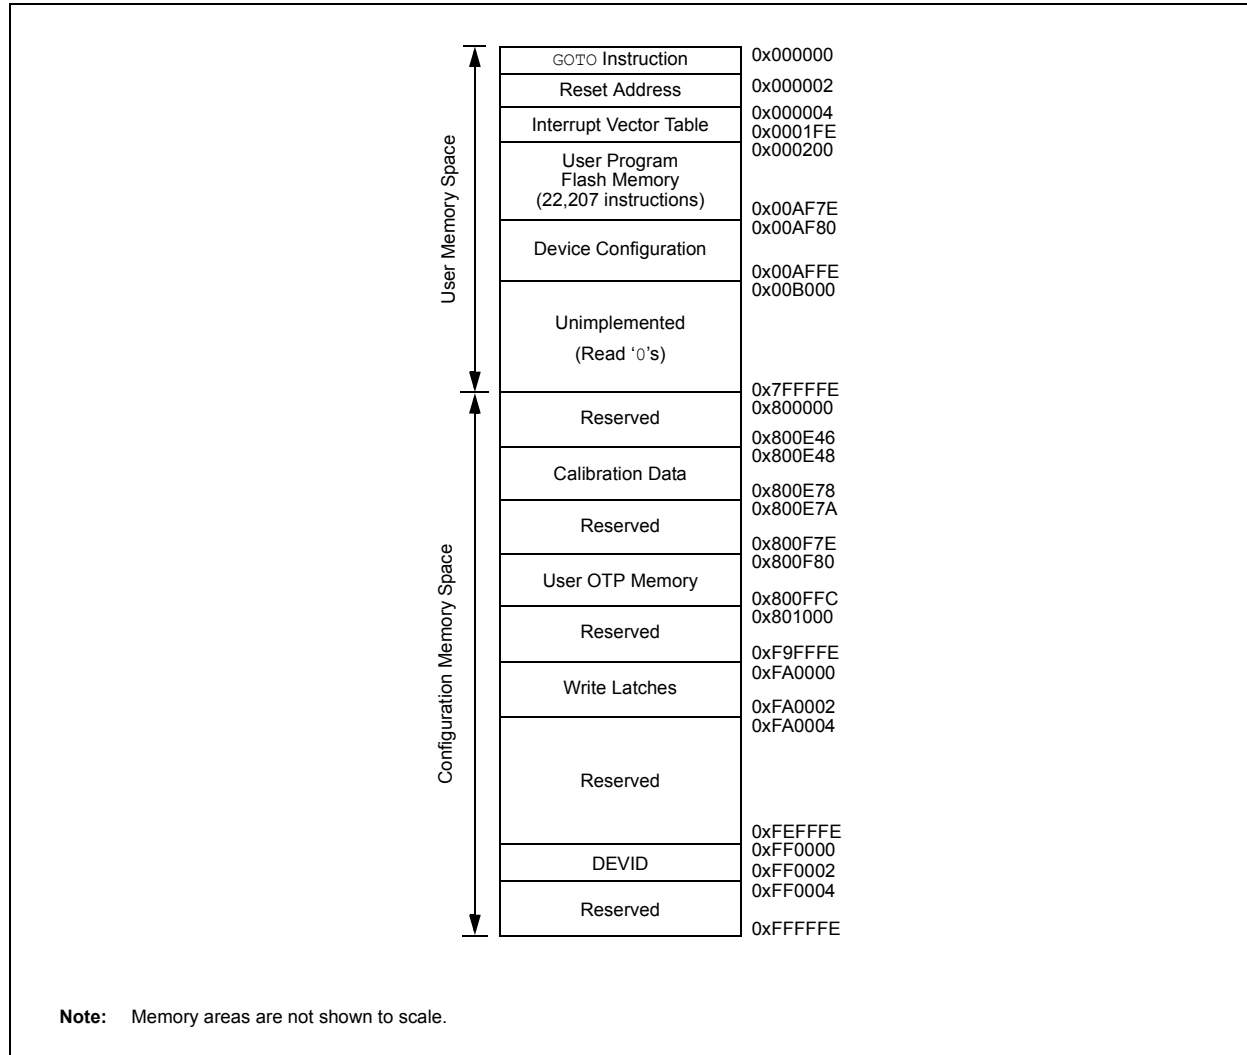 GOTO Instruction 0x000000
Reset Address 0x000002
Interrupt Vector Table 0x000004
0x0001FE
User Program 0x000200
Flash Memory
(22,207 instructions)
0x00AF7E
Device Configuration 0x00AF80
0x00AFFE
0x00B000
Unimplemented
(Read ‘0’s)
0x7FFFFE
Reserved 0x800000
0x800E46
Calibration Data 0x800E48
0x800E78
Reserved 0x800E7A
0x800F7E
User OTP Memory 0x800F80
0x800FFC
Reserved 0x801000
0xF9FFFE
Write Latches 0xFA0000
0xFA0002
0xFA0004
Reserved
0xFEFFFE
DEVID 0xFF0000
0xFF0002
Reserved 0xFF0004
0xFFFFFE
User Memory Space
Configuration Memory Space
Note: Memory areas are not shown to scale.